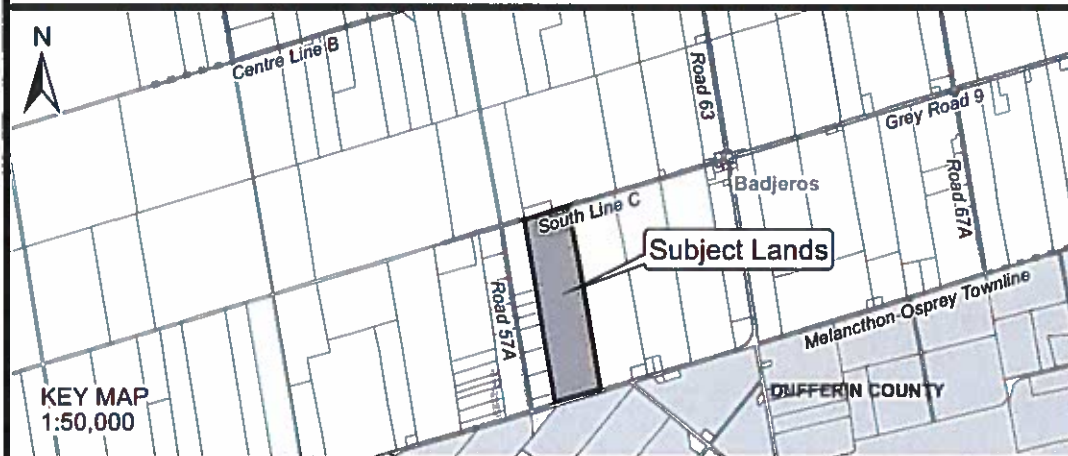 N
Centre Line B
Road 63
Grey Road 9
Badjeros
Road 67A
South Line C
Subject Lands
Road 57A
Melancthon-Osprey Townline
KEY MAP
1:50,000
DUFFERIN COUNTY